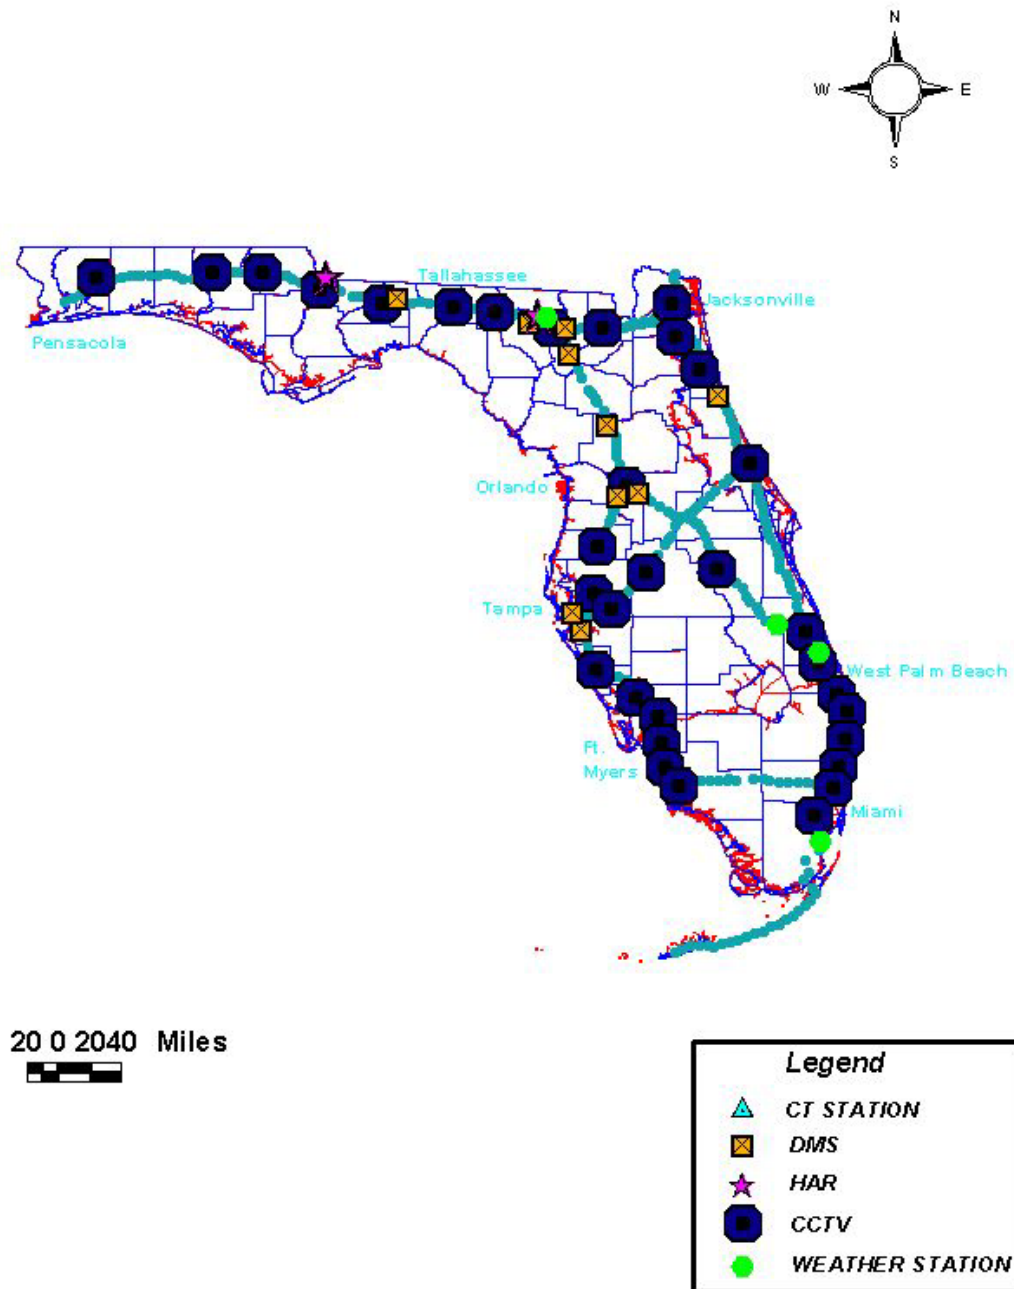 N
W E
S
Tallahassee
Jacksonville
Pensacola
Orlando
Tampa
West Palm Beach
Ft.
Myers
Miami
20 0 2040 Miles
Legend
CT STATION
DMS
HAR
CCTV
WEATHER STATION